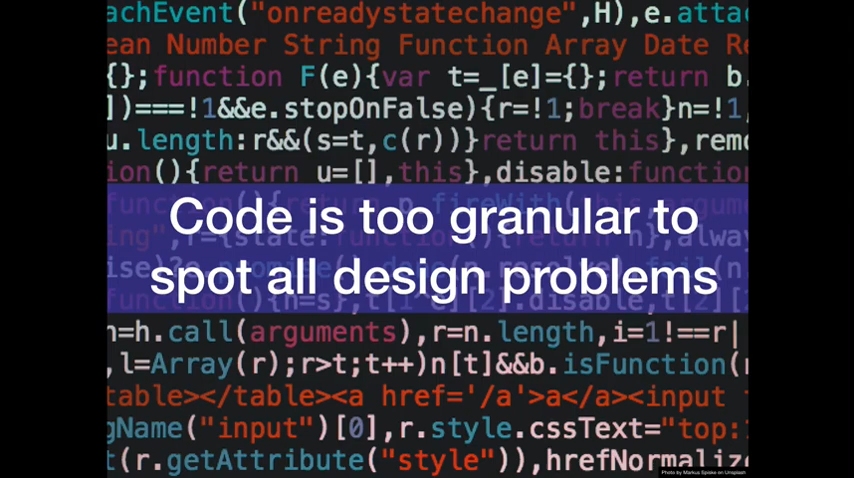 achEvent("onreadystatechange",H),e.attac
ean Number String Function Array Date Re
{};function F(e){var t=_[e]={};return b.
])===!1&&e.stopOnFalse){r=!1;break}n=!1,
u.length:r&&(s=t,c(r))}return this},remo
ion(){return u=[],this},disable:function
Code is too granular to
spot all design problems
h=h.call(arguments),r=n.length,i=1!==r|
,l=Array(r);r>t;t++)n[t]&&b.isFunction(r
table></table><a href='/a'>a</a><input t
gName("input")[0],r.style.cssText="top:1
t(r.getAttribute("style")),hrefNormalize
Photo by Markus Spiske on Unsplash